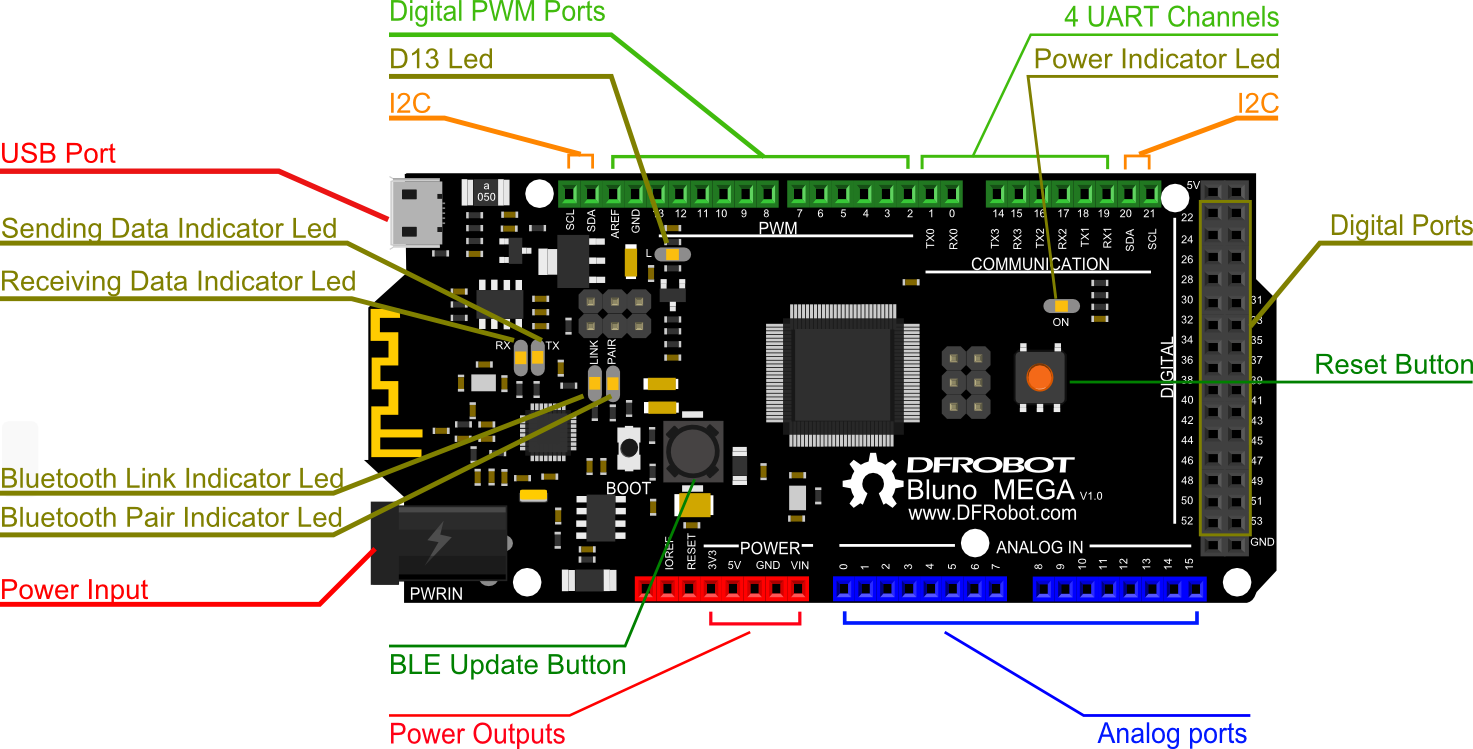 Digital PWM Ports
4 UART Channels
D13 Led
Power Indicator Led
I2C
I2C
USB Port
a
050
5V
SCL
SDA
AREF
GND
13 12 11 10 9 8
7 6 5 4 3 2 1 0
14 15 16 17 18 19 20 21
TX0
RX0
TX3
RX3
TX2
RX2
TX1
RX1
SDA
SCL
PWM
COMMUNICATION
L
Sending Data Indicator Led
Receiving Data Indicator Led
Digital Ports
Reset Button
ON
RX
TX
LINK
PAIR
DIGITAL
22
24
26
28
30 31
32 33
34 35
36 37
38 39
40 41
42 43
44 45
46 47
48 49
50 51
52 53
GND
Bluetooth Link Indicator Led
Bluetooth Pair Indicator Led
BOOT
DFROBOT
Bluno MEGA V1.0
www.DFRobot.com
Power Input
PWRIN
IOREF
RESET
3V3
5V
GND
VIN
POWER
ANALOG IN
0 1 2 3 4 5 6 7
8 9 10 11 12 13 14 15
BLE Update Button
Power Outputs
Analog ports